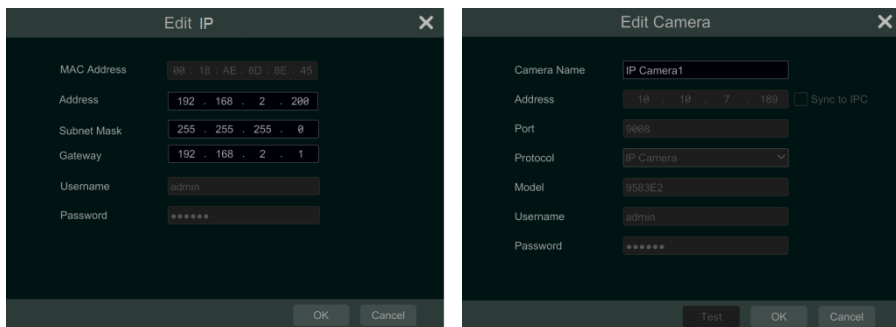 Edit IP
MAC Address 00 : 18 : AE : 8D : 8E : 45
Address 192 . 168 . 2 . 200
Subnet Mask 255 . 255 . 255 . 0
Gateway 192 . 168 . 2 . 1
Username admin
Password ●●●●●●
OK Cancel
Edit Camera
Camera Name IP Camera1
Address 10 . 10 . 7 . 189 Sync to IPC
Port 9008
Protocol IP Camera
Model 9583E2
Username admin
Password ●●●●●●
Test OK Cancel